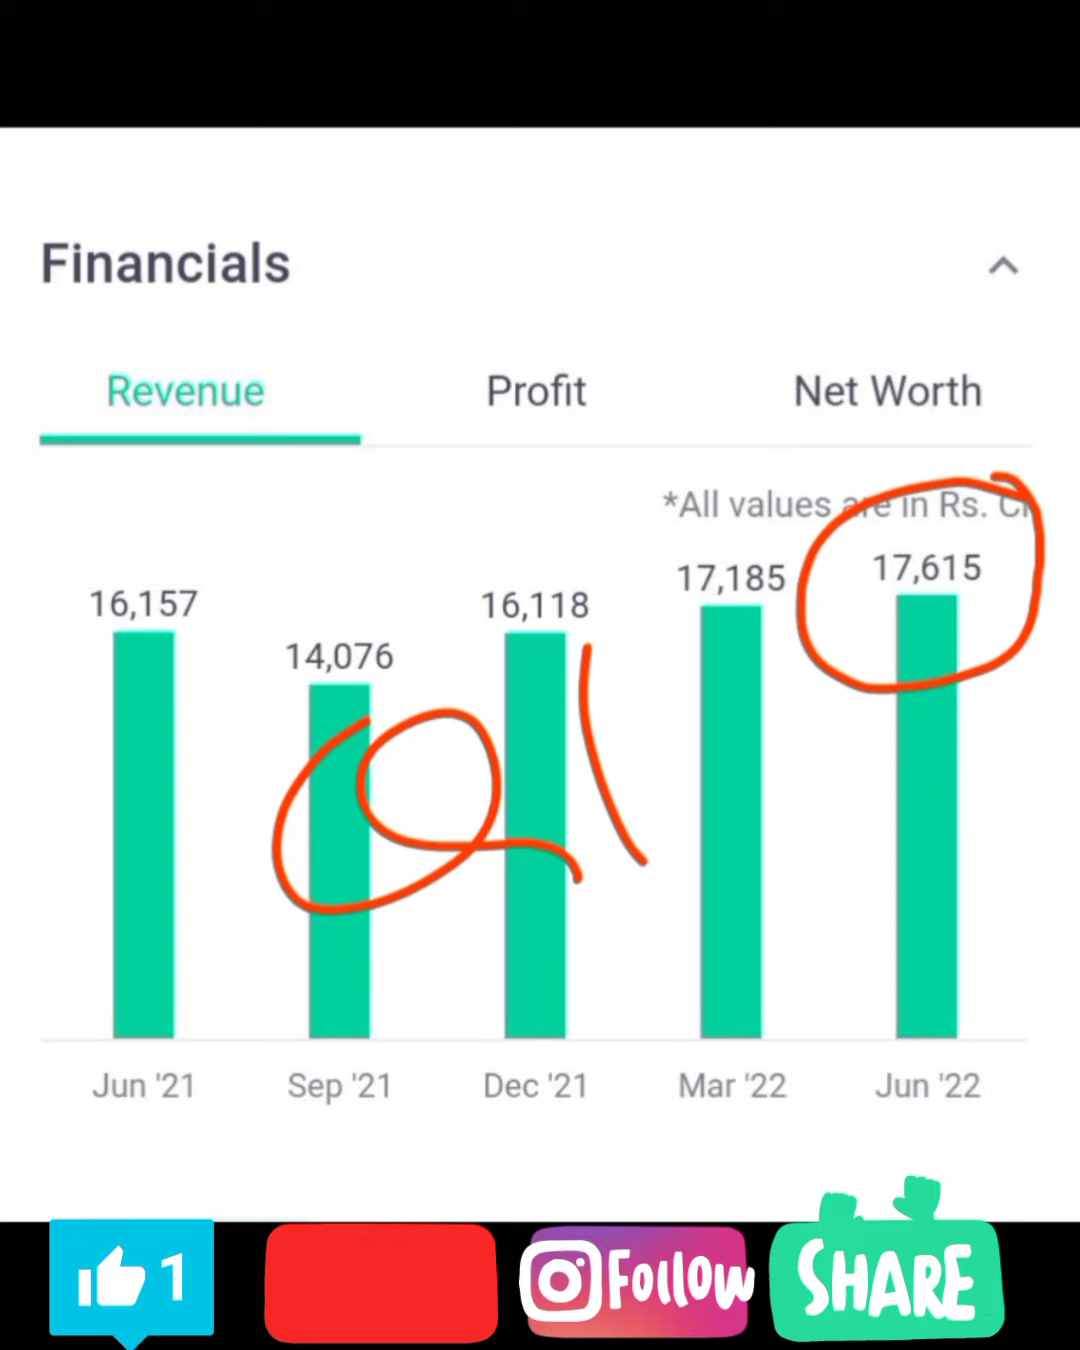 Financials
Revenue Profit Net Worth
*All values are in Rs. Cr
16,157 14,076 16,118 17,185 17,615
Jun '21 Sep '21 Dec '21 Mar '22 Jun '22
1 Follow SHARE